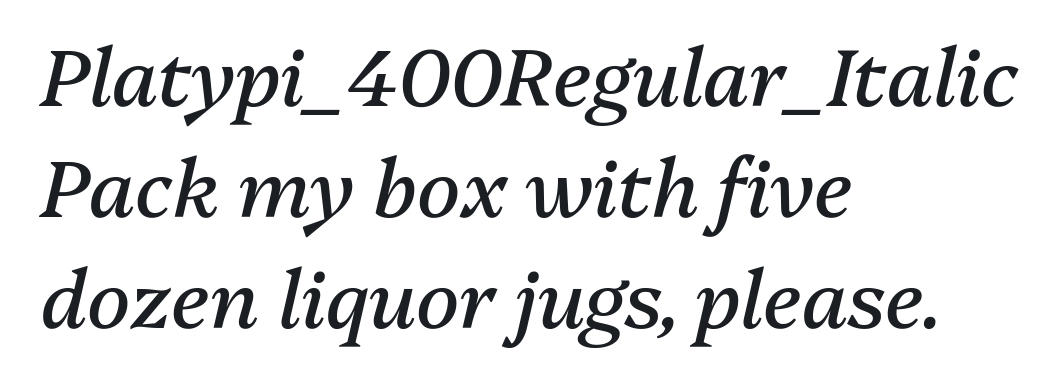 Platypi_400Regular_Italic
Pack my box with five
dozen liquor jugs, please.